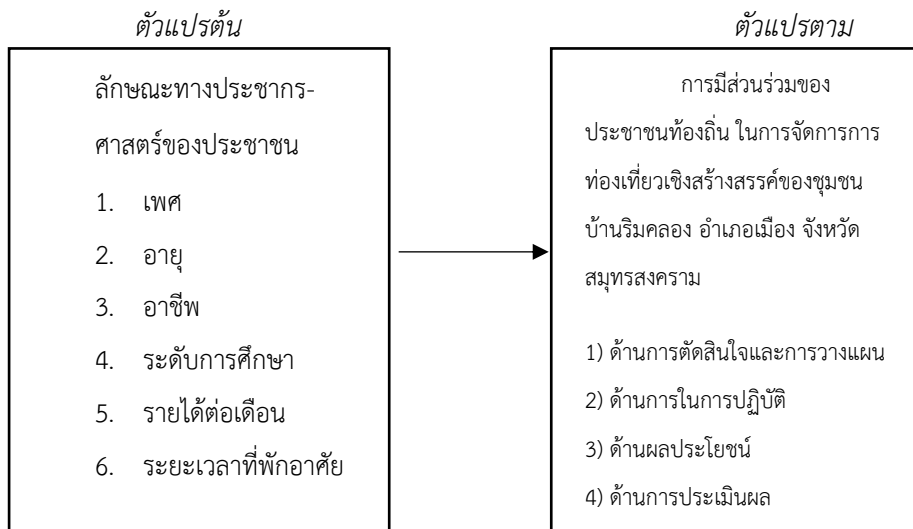 ตัวแปรต้น
ลักษณะทางประชากร-
ศาสตร์ของประชาชน
1. เพศ
2. อายุ
3. อาชีพ
4. ระดับการศึกษา
5. รายได้ต่อเดือน
6. ระยะเวลาที่พักอาศัย
ตัวแปรตาม
การมีส่วนร่วมของ
ประชาชนท้องถิ่น ในการจัดการการ
ท่องเที่ยวเชิงสร้างสรรค์ของชุมชน
บ้านริมคลอง อำเภอเมือง จังหวัด
สมุทรสงคราม
1) ด้านการตัดสินใจและการวางแผน
2) ด้านการในการปฏิบัติ
3) ด้านผลประโยชน์
4) ด้านการประเมินผล